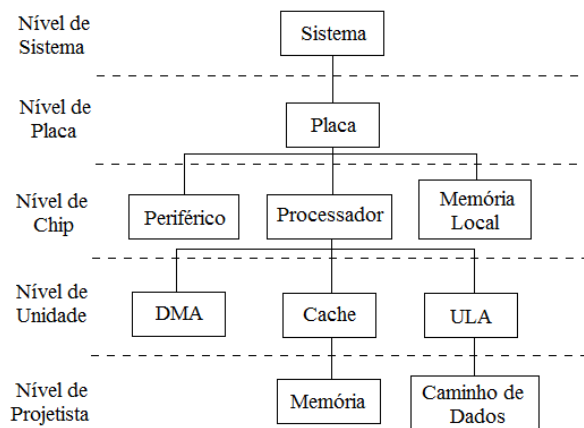 Nível de
Sistema
Sistema
Nível de
Placa
Placa
Nível de
Chip
Periférico
Processador
Memória
Local
Nível de
Unidade
DMA
Cache
ULA
Nível de
Projetista
Memória
Caminho de
Dados